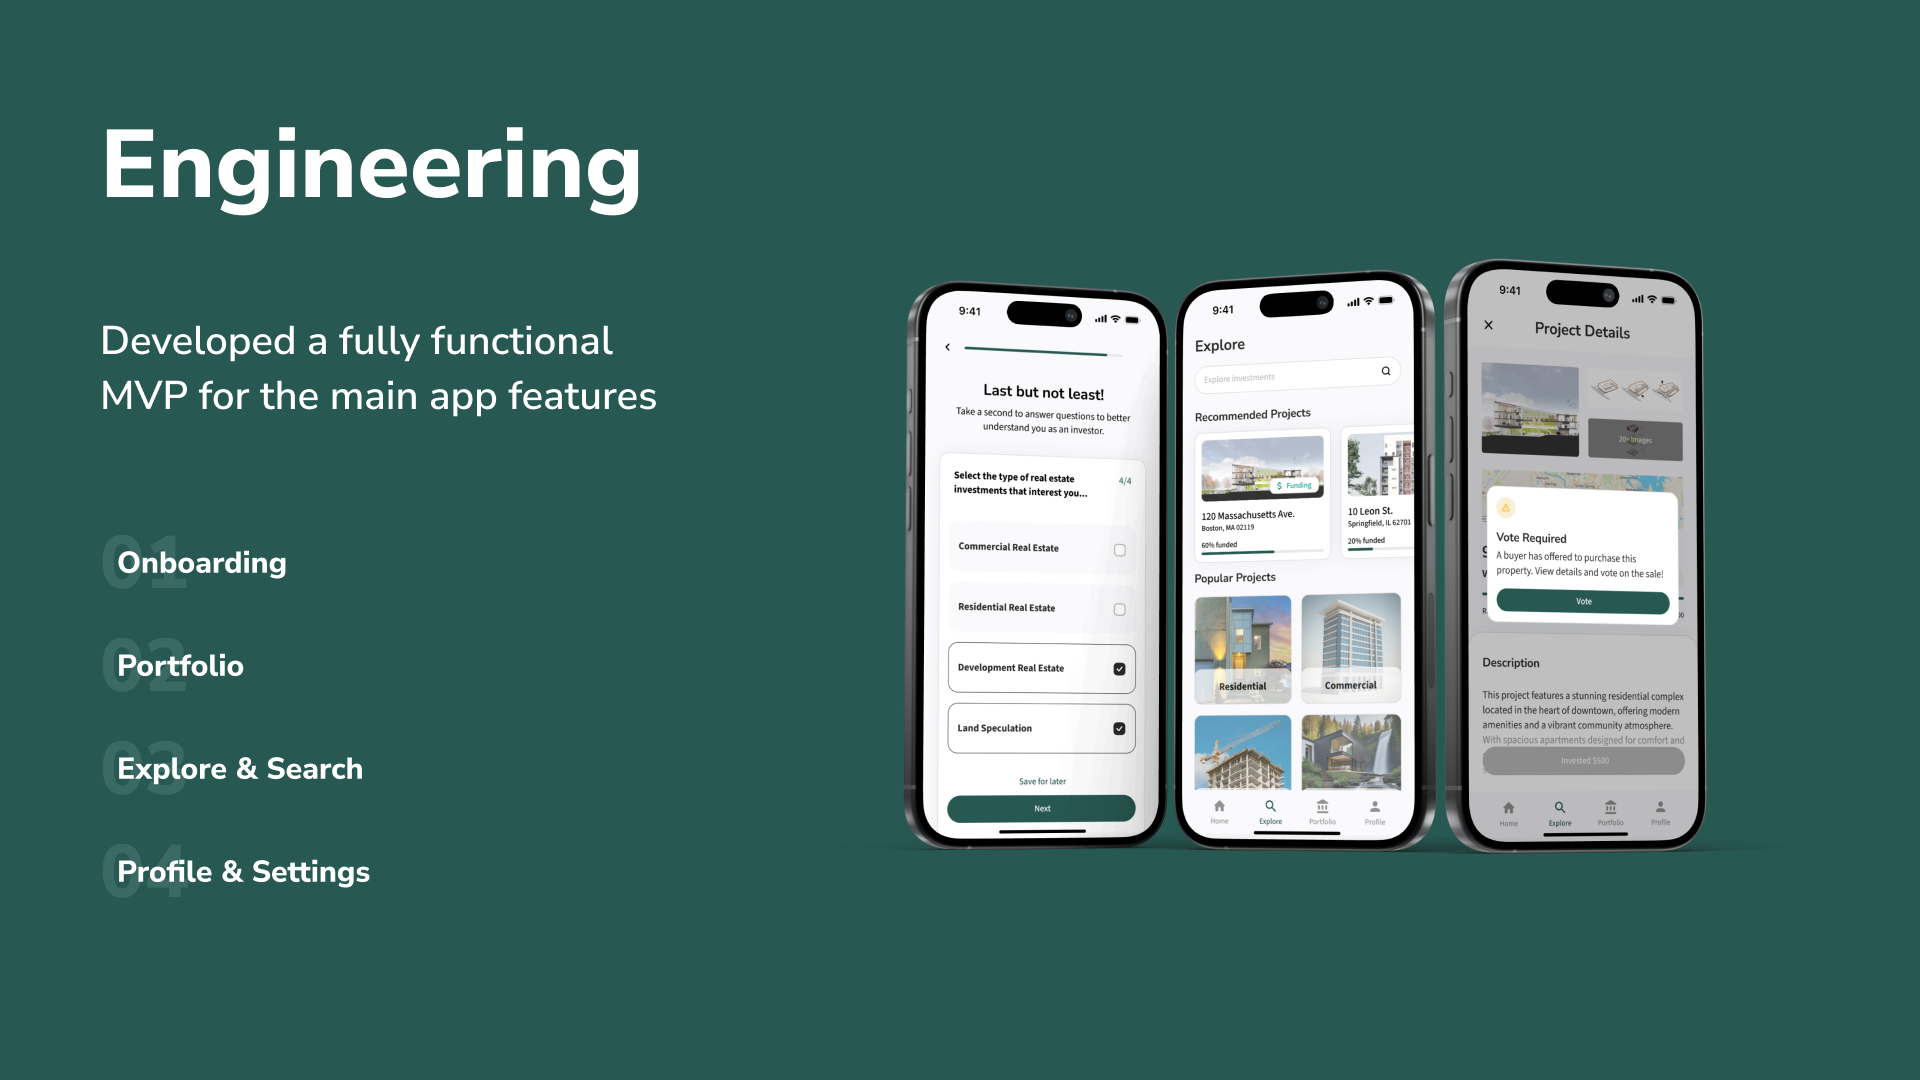 Engineering
Developed a fully functional
MVP for the main app features
01
Onboarding
02
Portfolio
03
Explore & Search
04
Profile & Settings
9:41
Last but not least!
Take a second to answer questions to better
understand you as an investor.
Select the type of real estate
investments that interest you...
4/4
Commercial Real Estate
Residential Real Estate
Development Real Estate
Land Speculation
Save for later
Next
9:41
Explore
Explore investments
Recommended Projects
$ Funding
120 Massachusetts Ave.
Boston, MA 02119
60% funded
10 Leon St.
Springfield, IL 62701
20% funded
Popular Projects
Residential
Commercial
Home
Explore
Portfolio
Profile
9:41
Project Details
20+ Images
Vote Required
A buyer has offered to purchase this
property. View details and vote on the sale!
Vote
Description
This project features a stunning residential complex
located in the heart of downtown, offering modern
amenities and a vibrant community atmosphere.
With spacious apartments designed for comfort and
Invested $500
Home
Explore
Portfolio
Profile